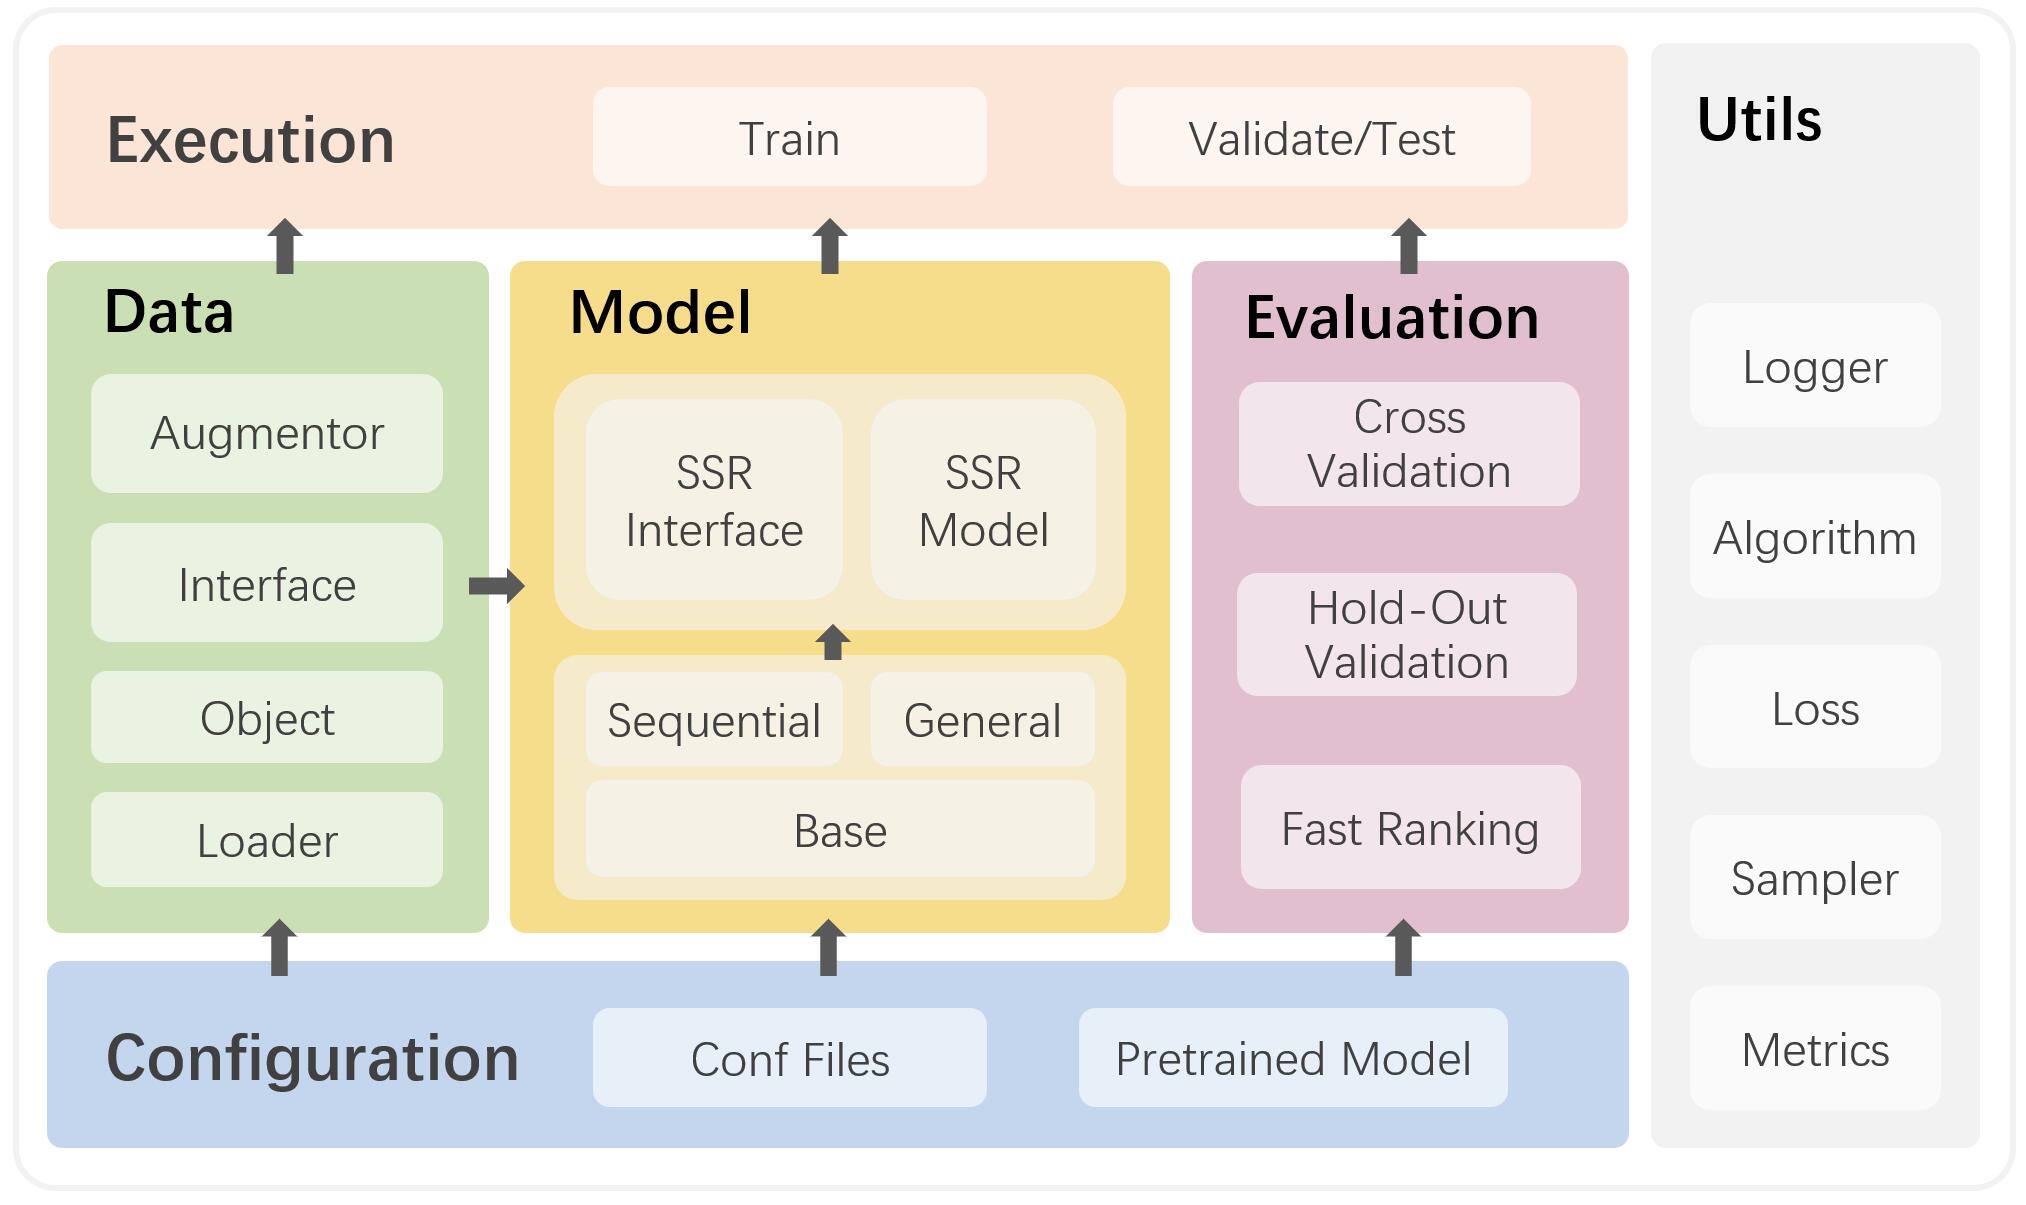 Execution
Train
Validate/Test
Utils
Data
Augmentor
Interface
Object
Loader
Model
SSR
Interface
SSR
Model
Sequential
General
Base
Evaluation
Cross
Validation
Hold-Out
Validation
Fast Ranking
Logger
Algorithm
Loss
Sampler
Metrics
Configuration
Conf Files
Pretrained Model